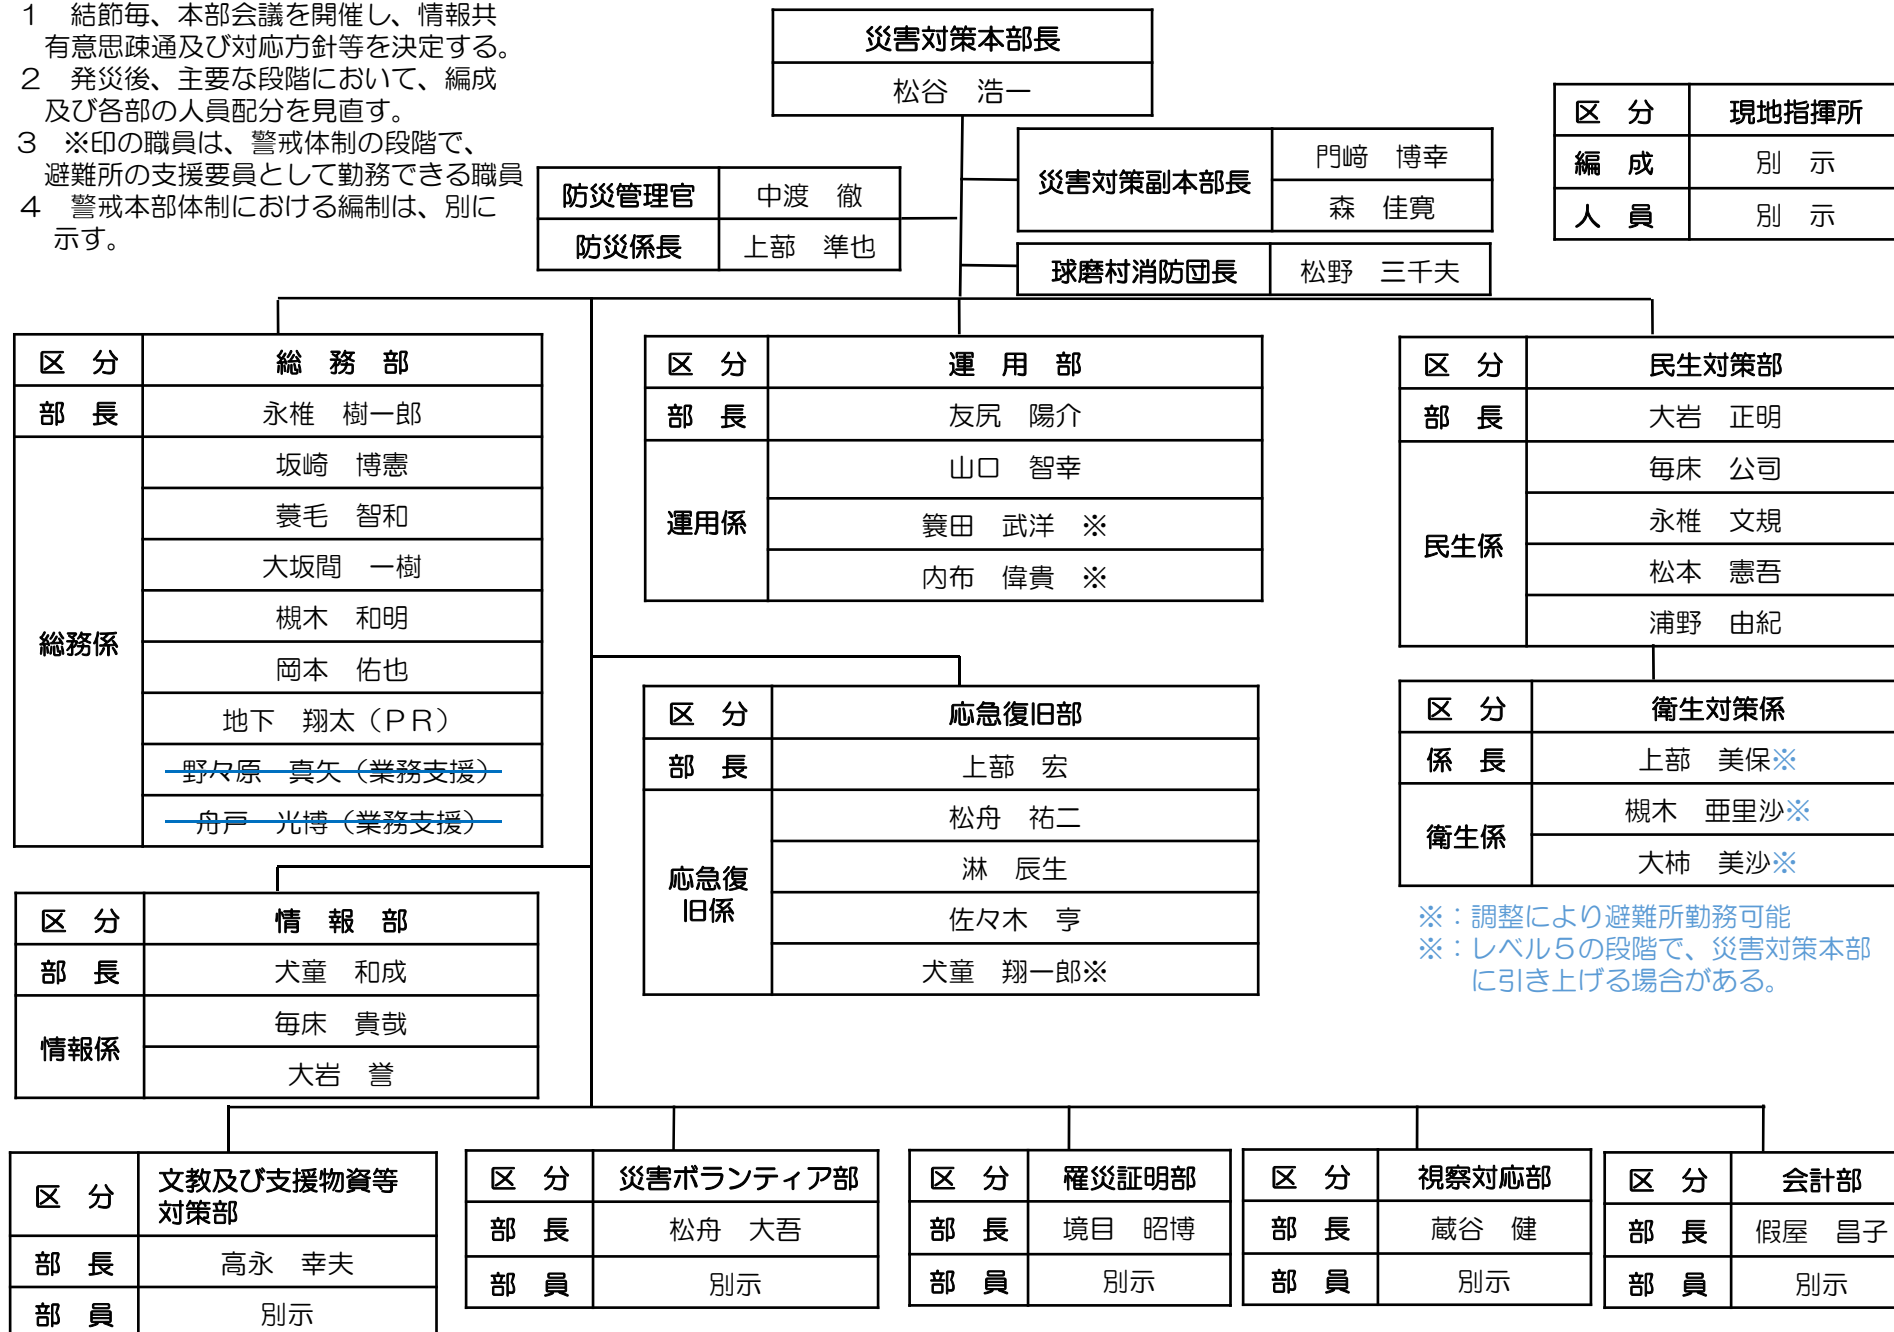 １　結節毎、本部会議を開催し、情報共
有意思疎通及び対応方針等を決定する。
２　発災後、主要な段階において、編成
及び各部の人員配分を見直す。
３　※印の職員は、警戒体制の段階で、
避難所の支援要員として勤務できる職員
４　警戒本部体制における編制は、別に
示す。
災害対策本部長
松谷　浩一
災害対策副本部長
門﨑　博幸
森　佳寛
球磨村消防団長　松野　三千夫
防災管理官　中渡　徹
防災係長　上蔀　準也
区　分　現地指揮所
編　成　別　示
人　員　別　示
区　分　総　務　部
部　長　永椎　樹一郎
総務係
坂崎　博憲
蓑毛　智和
大坂間　一樹
槻木　和明
岡本　佑也
地下　翔太（ＰＲ）
野々原　真矢（業務支援）
舟戸　光博（業務支援）
区　分　運　用　部
部　長　友尻　陽介
運用係
山口　智幸
簑田　武洋　※
内布　偉貴　※
区　分　民生対策部
部　長　大岩　正明
民生係
毎床　公司
永椎　文規
松本　憲吾
浦野　由紀
区　分　応急復旧部
部　長　上蔀　宏
応急復
旧係
松舟　祐二
淋　辰生
佐々木　亨
犬童　翔一郎※
区　分　衛生対策係
係　長　上蔀　美保※
衛生係
槻木　亜里沙※
大柿　美沙※
※：調整により避難所勤務可能
※：レベル５の段階で、災害対策本部
に引き上げる場合がある。
区　分　情　報　部
部　長　犬童　和成
情報係
毎床　貴哉
大岩　誉
区　分　文教及び支援物資等
対策部
部　長　高永　幸夫
部　員　別示
区　分　災害ボランティア部
部　長　松舟　大吾
部　員　別示
区　分　罹災証明部
部　長　境目　昭博
部　員　別示
区　分　視察対応部
部　長　蔵谷　健
部　員　別示
区　分　会計部
部　長　假屋　昌子
部　員　別示